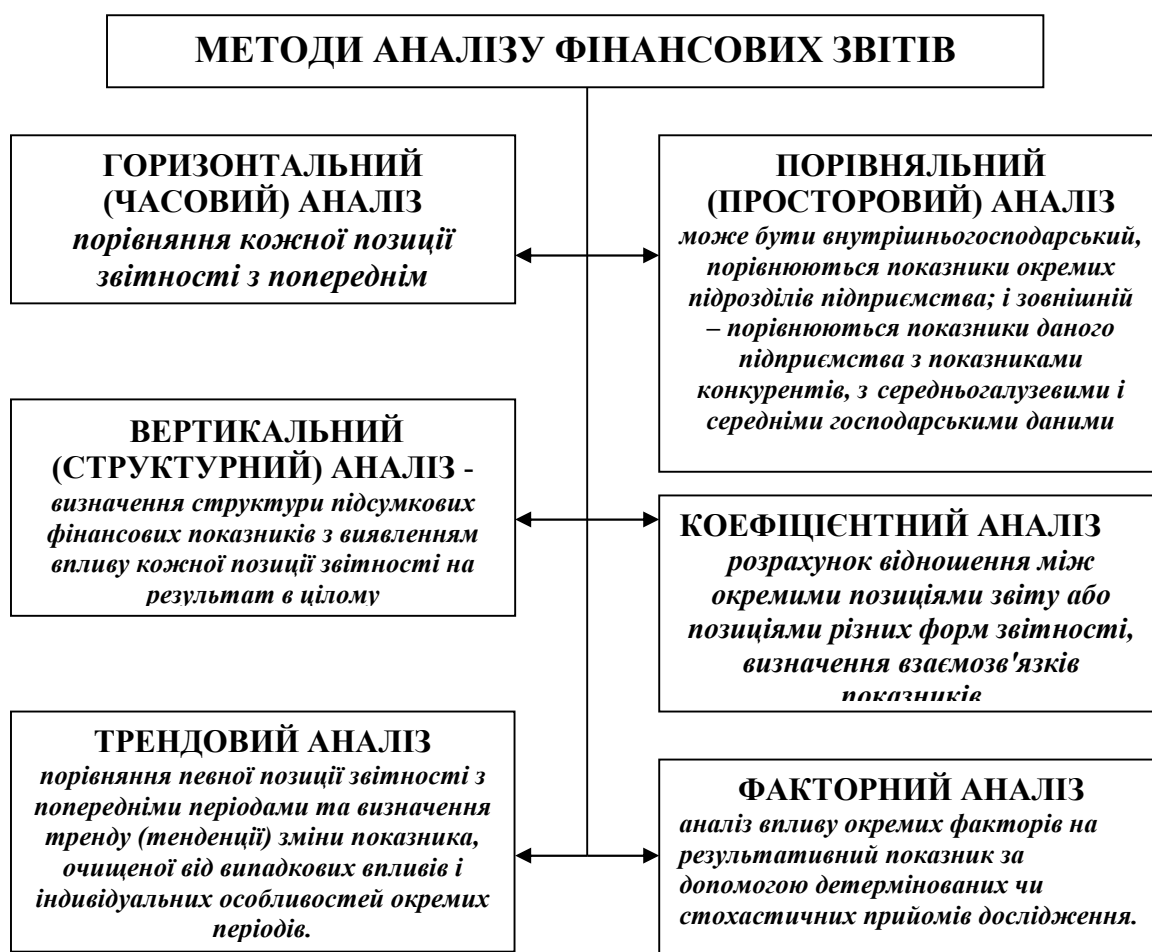 МЕТОДИ АНАЛІЗУ ФІНАНСОВИХ ЗВІТІВ
ГОРИЗОНТАЛЬНИЙ
(ЧАСОВИЙ) АНАЛІЗ
порівняння кожної позиції
звітності з попереднім
ПОРІВНЯЛЬНИЙ
(ПРОСТОРОВИЙ) АНАЛІЗ
може бути внутрішньогосподарський,
порівнюються показники окремих
підрозділів підприємства; і зовнішній
– порівнюються показники даного
підприємства з показниками
конкурентів, з середньогалузевими і
середніми господарськими даними
ВЕРТИКАЛЬНИЙ
(СТРУКТУРНИЙ) АНАЛІЗ -
визначення структури підсумкових
фінансових показників з виявленням
впливу кожної позиції звітності на
результат в цілому
КОЕФІЦІЄНТНИЙ АНАЛІЗ
розрахунок відношення між
окремими позиціями звіту або
позиціями різних форм звітності,
визначення взаємозв'язків
показників
ТРЕНДОВИЙ АНАЛІЗ
порівняння певної позиції звітності з
попередніми періодами та визначення
тренду (тенденції) зміни показника,
очищеної від випадкових впливів і
індивідуальних особливостей окремих
періодів.
ФАКТОРНИЙ АНАЛІЗ
аналіз впливу окремих факторів на
результативний показник за
допомогою детермінованих чи
стохастичних прийомів дослідження.